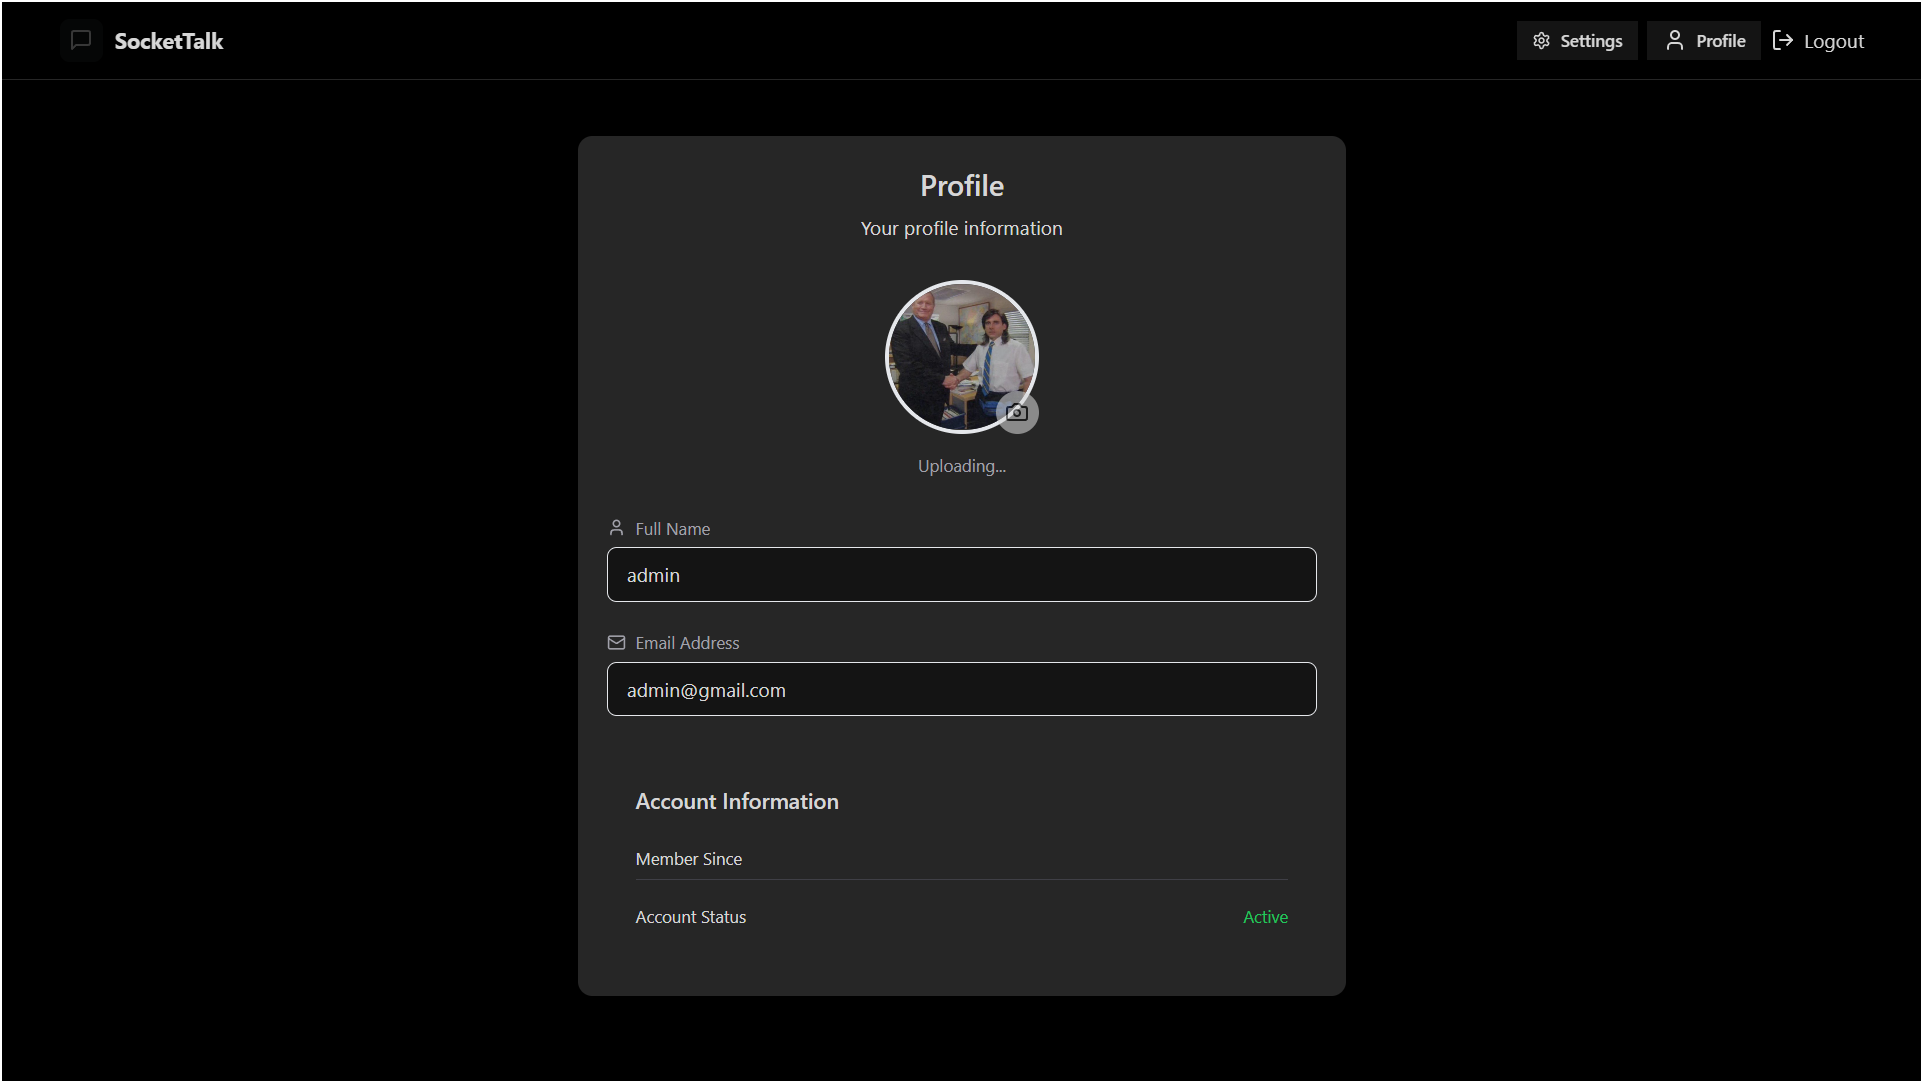 SocketTalk
Settings
Profile
Logout
Profile
Your profile information
Uploading...
Full Name
admin
Email Address
admin@gmail.com
Account Information
Member Since
Account Status
Active